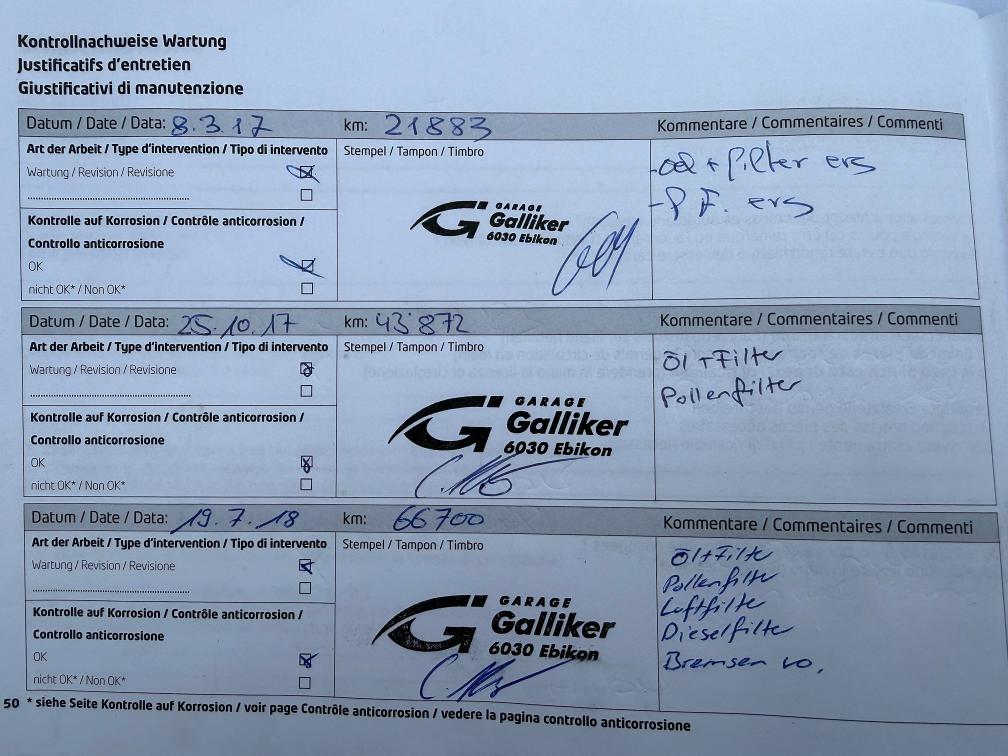 Kontrollnachweise Wartung
Justificatifs d'entretien
Giustificativi di manutenzione
Datum / Date / Data: 8.3.17 km: 21883 Kommentare / Commentaires / Commenti
Art der Arbeit / Type d'intervention / Tipo di intervento
Stempel / Tampon / Timbro
Wartung / Revision / Revisione
Kontrolle auf Korrosion / Contrôle anticorrosion /
Controllo anticorrosione
OK
nicht OK* / Non OK*
GARAGE
Galliker
6030 Ebikon
-oel + filter ers
- P F. ers
Datum / Date / Data: 25.10.17 km: 43'872 Kommentare / Commentaires / Commenti
Art der Arbeit / Type d'intervention / Tipo di intervento
Stempel / Tampon / Timbro
Wartung / Revision / Revisione
Kontrolle auf Korrosion / Contrôle anticorrosion /
Controllo anticorrosione
OK
nicht OK* / Non OK*
GARAGE
Galliker
6030 Ebikon
Öl + Filter
Pollenfilter
Datum / Date / Data: 19.7.18 km: 66700 Kommentare / Commentaires / Commenti
Art der Arbeit / Type d'intervention / Tipo di intervento
Stempel / Tampon / Timbro
Wartung / Revision / Revisione
Kontrolle auf Korrosion / Contrôle anticorrosion /
Controllo anticorrosione
OK
nicht OK* / Non OK*
GARAGE
Galliker
6030 Ebikon
Öl+Filter
Pollenfilter
Luftfilter
Dieselfilter
Bremsen vo.
50 * siehe Seite Kontrolle auf Korrosion / voir page Contrôle anticorrosion / vedere la pagina controllo anticorrosione